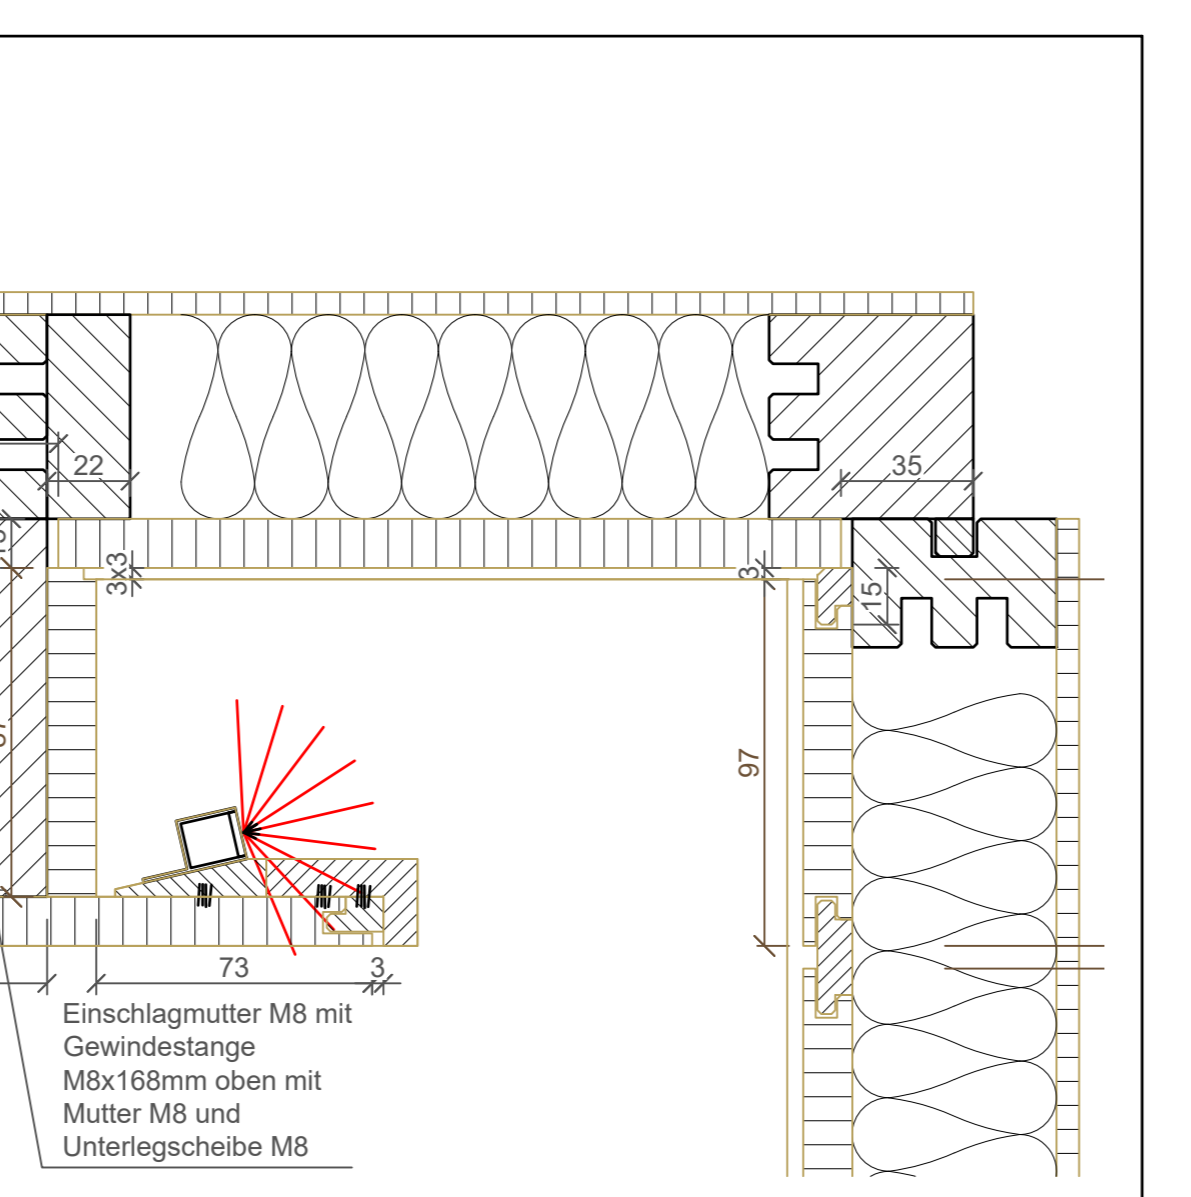 22
35
3x3
3
15
97
73
3
Einschlagmutter M8 mit
Gewindestange
M8x168mm oben mit
Mutter M8 und
Unterlegscheibe M8